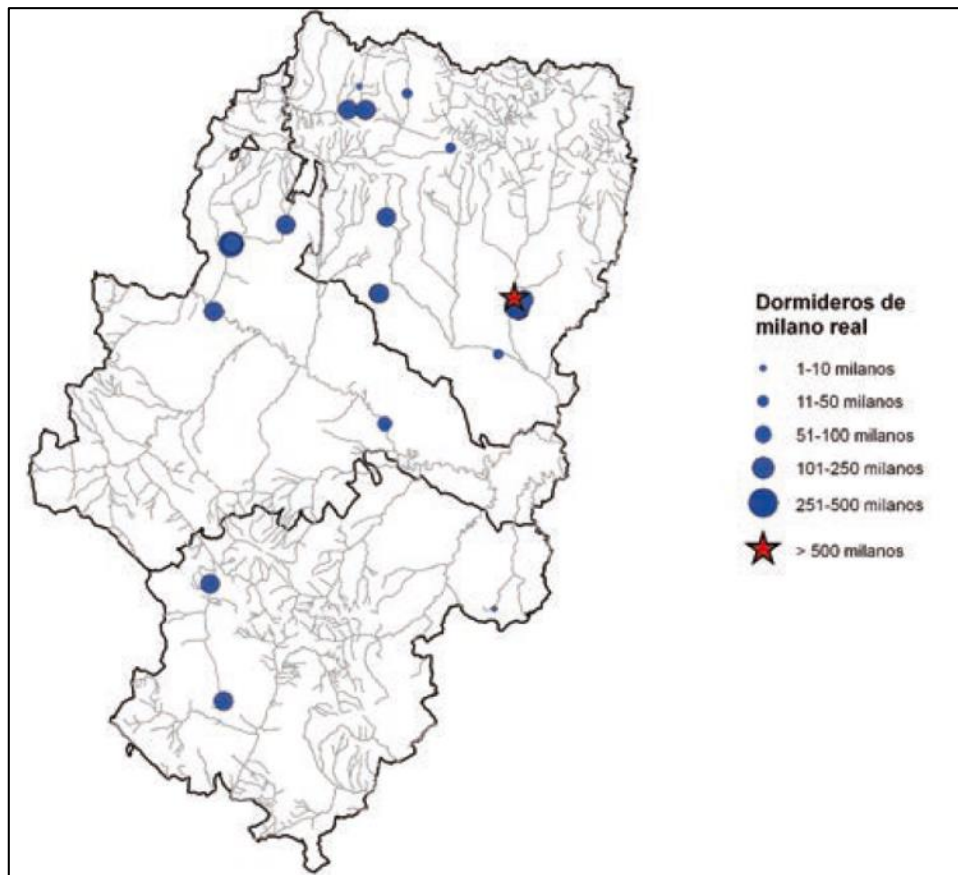 Dormideros de
milano real
1-10 milanos
11-50 milanos
51-100 milanos
101-250 milanos
251-500 milanos
> 500 milanos